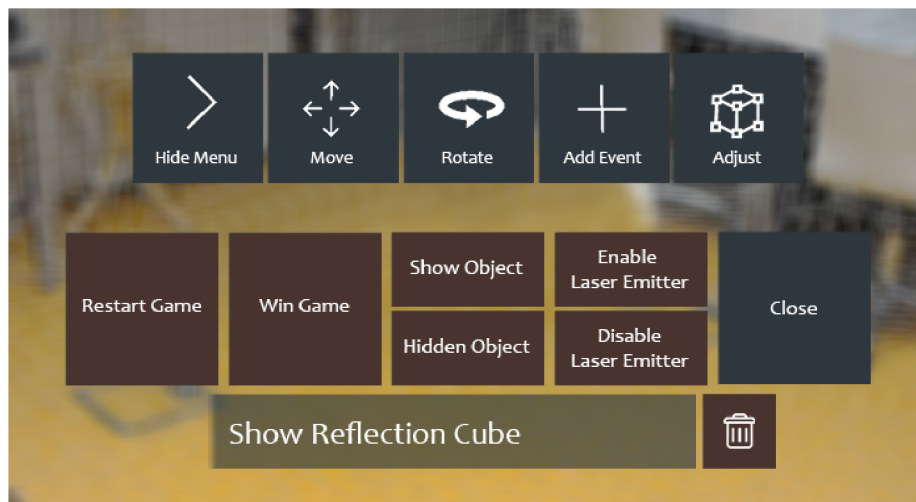 Hide Menu
Move
Rotate
Add Event
Adjust
Restart Game
Win Game
Show Object
Hidden Object
Enable
Laser Emitter
Disable
Laser Emitter
Close
Show Reflection Cube